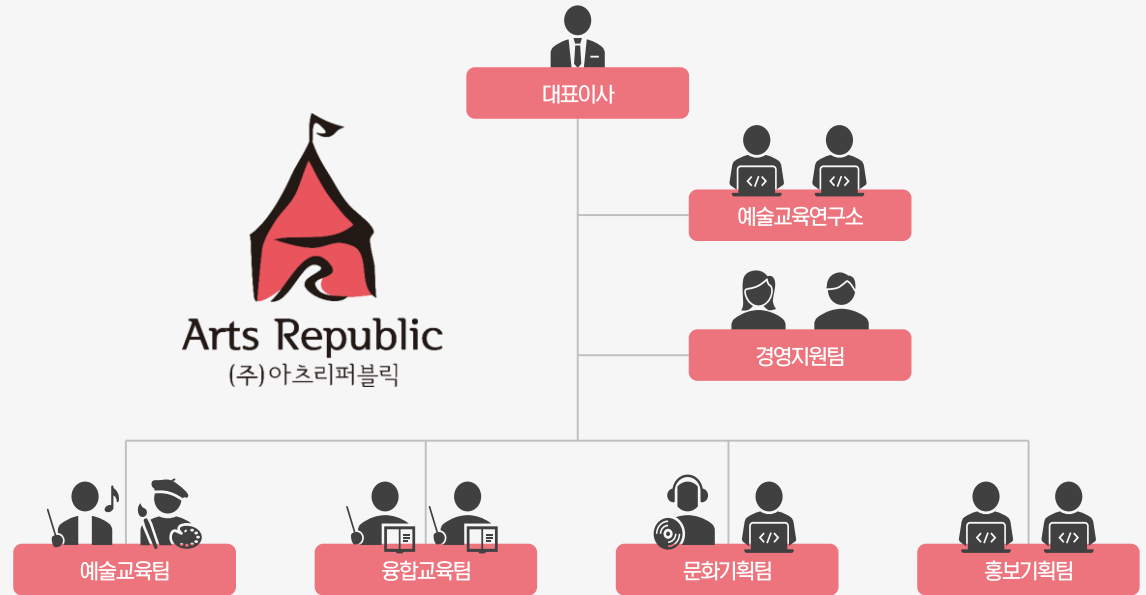 대표이사
예술교육연구소
경영지원팀
Arts Republic
(주)아츠리퍼블릭
예술교육팀
융합교육팀
문화기획팀
홍보기획팀